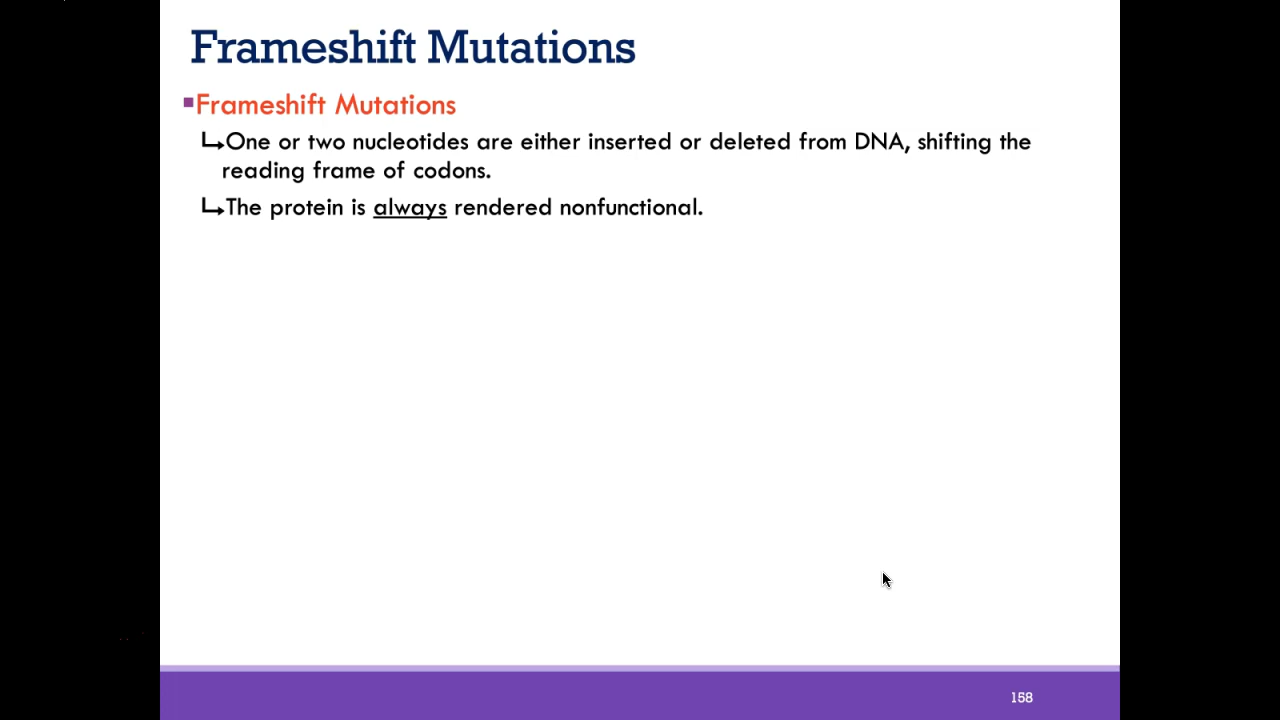 Frameshift Mutations
▪Frameshift Mutations
↳One or two nucleotides are either inserted or deleted from DNA, shifting the
reading frame of codons.
↳The protein is always rendered nonfunctional.
158